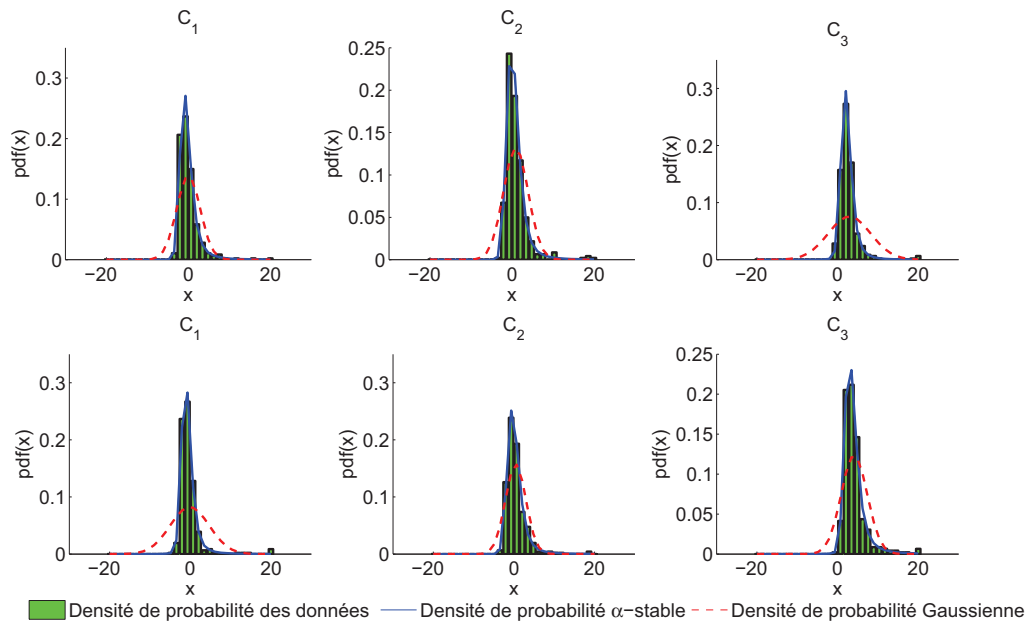 C1
C2
C3
pdf(x)
0.3
0.2
0.1
0
−20
0
20
x
pdf(x)
0.25
0.2
0.15
0.1
0.05
0
−20
0
20
x
pdf(x)
0.3
0.2
0.1
0
−20
0
20
x
C1
C2
C3
pdf(x)
0.3
0.2
0.1
0
−20
0
20
x
pdf(x)
0.3
0.2
0.1
0
−20
0
20
x
pdf(x)
0.25
0.2
0.15
0.1
0.05
0
−20
0
20
x
Densité de probabilité des données
Densité de probabilité α−stable
Densité de probabilité Gaussienne